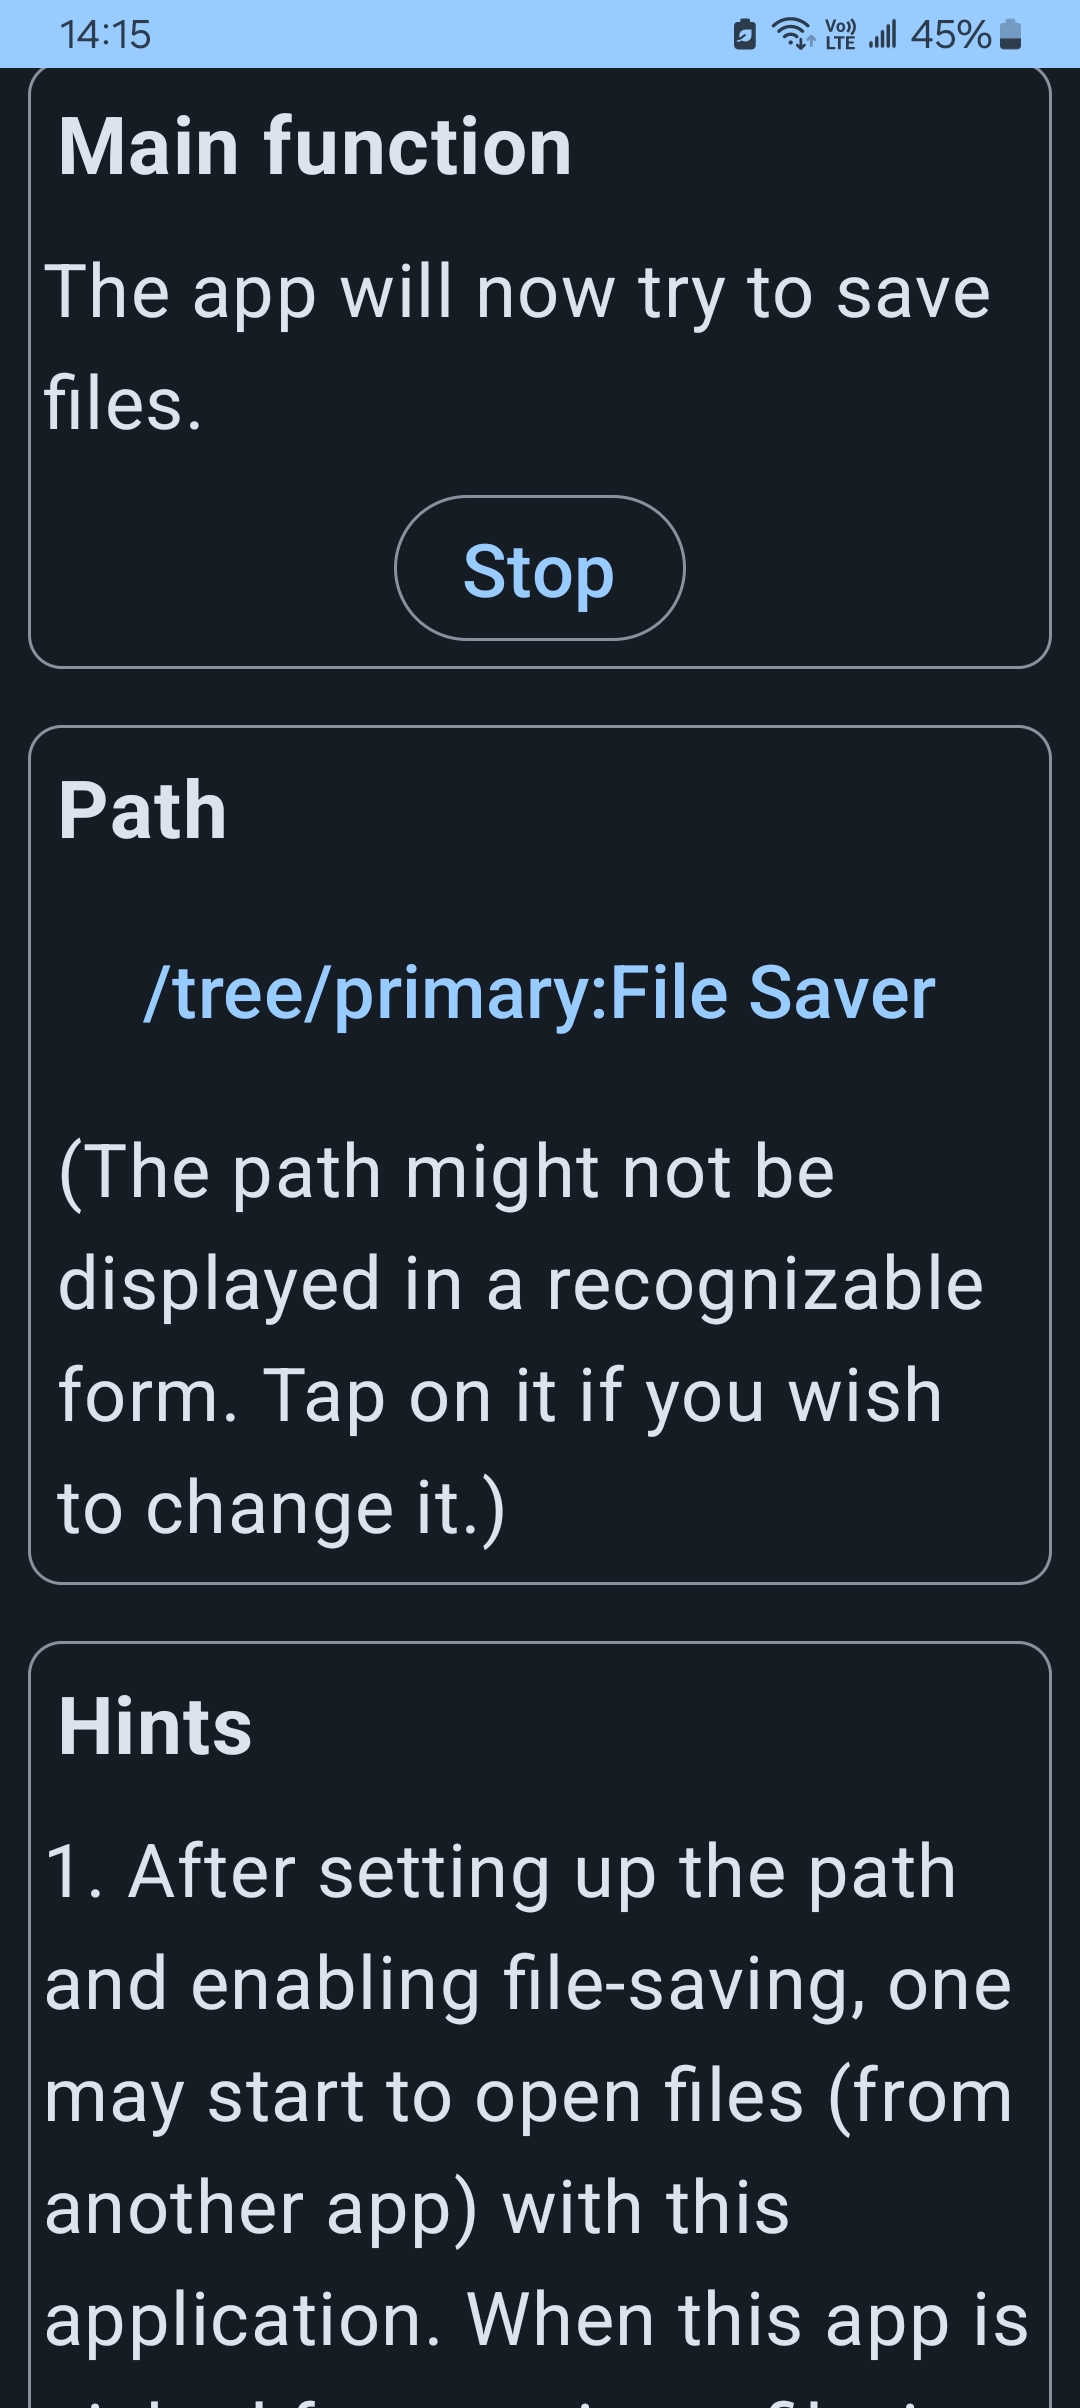 14:15
Vo)) LTE 45%
Main function
The app will now try to save
files.
Stop
Path
/tree/primary:File Saver
(The path might not be
displayed in a recognizable
form. Tap on it if you wish
to change it.)
Hints
1. After setting up the path
and enabling file-saving, one
may start to open files (from
another app) with this
application. When this app is